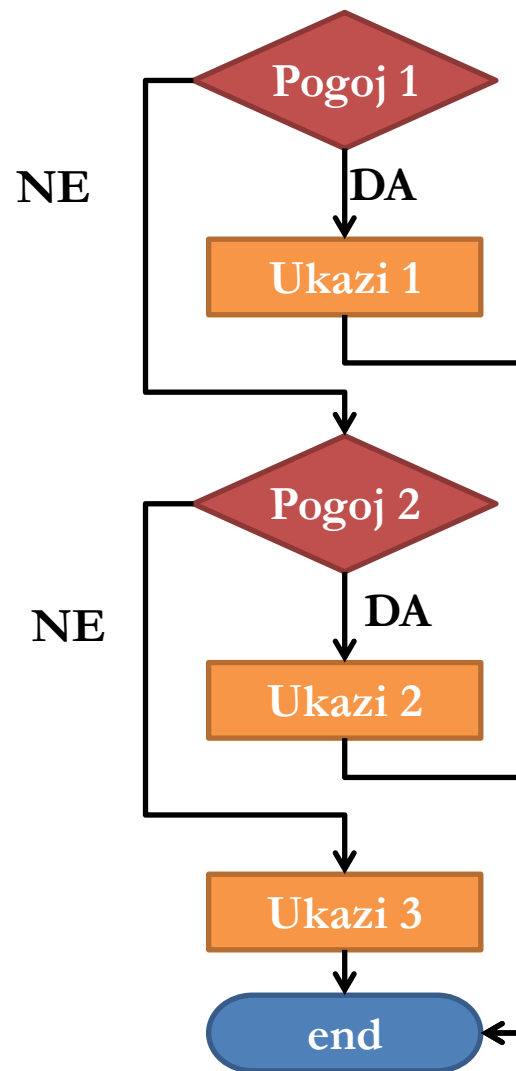 Pogoj 1
NE
DA
Ukazi 1
Pogoj 2
NE
DA
Ukazi 2
Ukazi 3
end